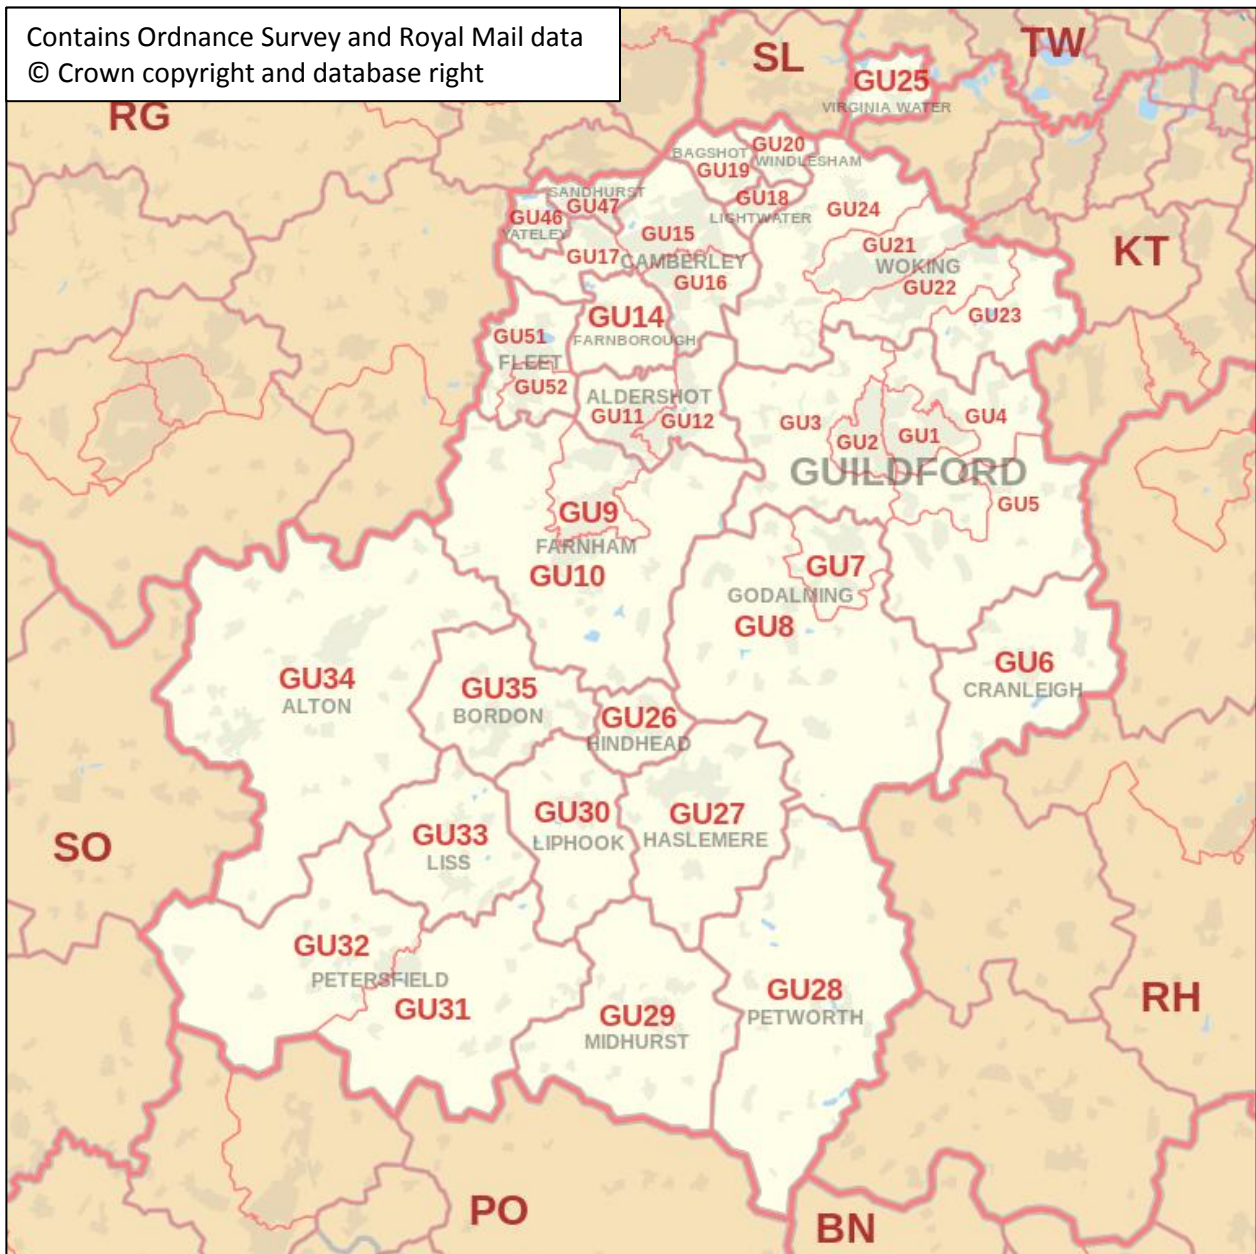 Contains Ordnance Survey and Royal Mail data
© Crown copyright and database right
SL
TW
GU25
VIRGINIA WATER
RG
GU20
BAGSHOT
WINDLESHAM
GU19
SANDHURST
GU18
GU47
GU24
GU46
LIGHTWATER
YATELEY
GU15
GU21
KT
GU17
CAMBERLEY
WOKING
GU16
GU22
GU14
GU23
GU51
FARNBOROUGH
FLEET
GU52
ALDERSHOT
GU11
GU12
GU3
GU4
GU2
GU1
GUILDFORD
GU5
GU9
FARNHAM
GU7
GU10
GODALMING
GU8
GU6
CRANLEIGH
GU34
ALTON
GU35
BORDON
GU26
HINDHEAD
GU30
LIPHOOK
GU27
HASLEMERE
GU33
LISS
SO
GU32
PETERSFIELD
GU31
GU28
PETWORTH
RH
GU29
MIDHURST
PO
BN